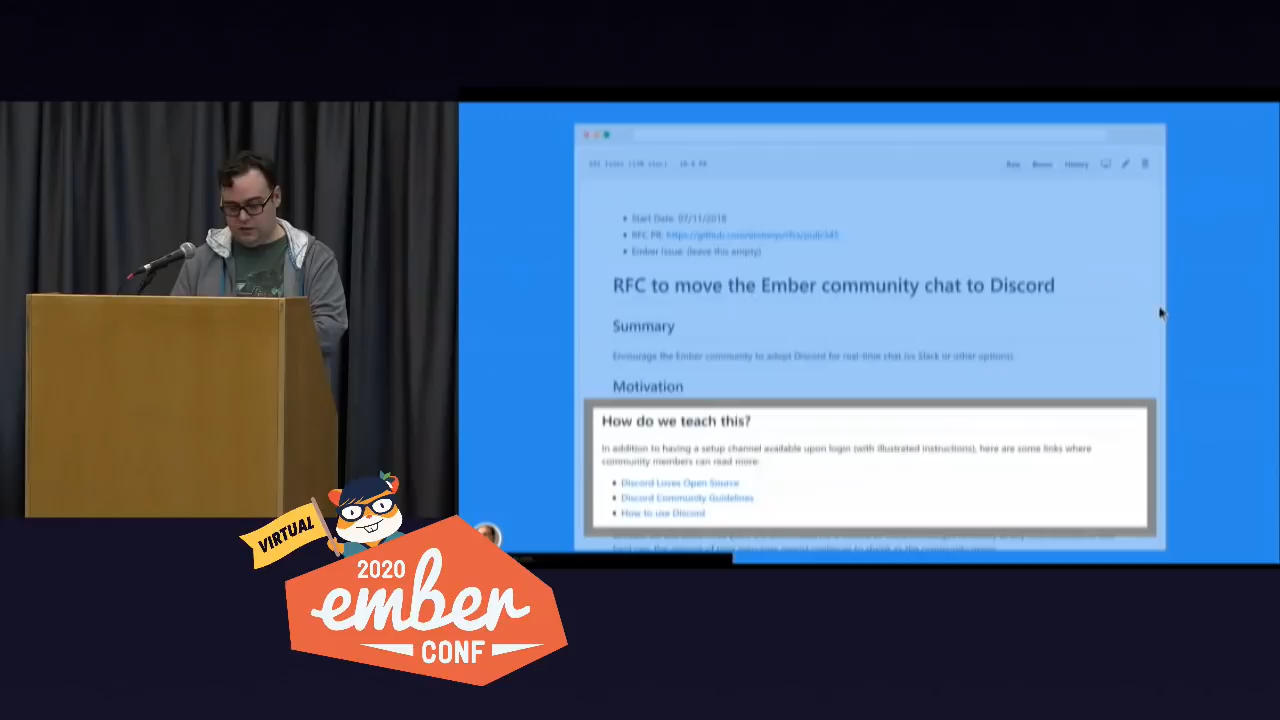 Raw
Blame
History
Start Date: 07/11/2018
RFC PR:
Ember Issue: (leave this empty)
RFC to move the Ember community chat to Discord
Summary
Encourage the Ember community to adopt Discord for real-time chat (vs Slack or other options).
Motivation
How do we teach this?
In addition to having a setup channel available upon login (with illustrated instructions), here are some links where
community members can read more:
Discord Loves Open Source
Discord Community Guidelines
How to use Discord
VIRTUAL
2020
ember
CONF